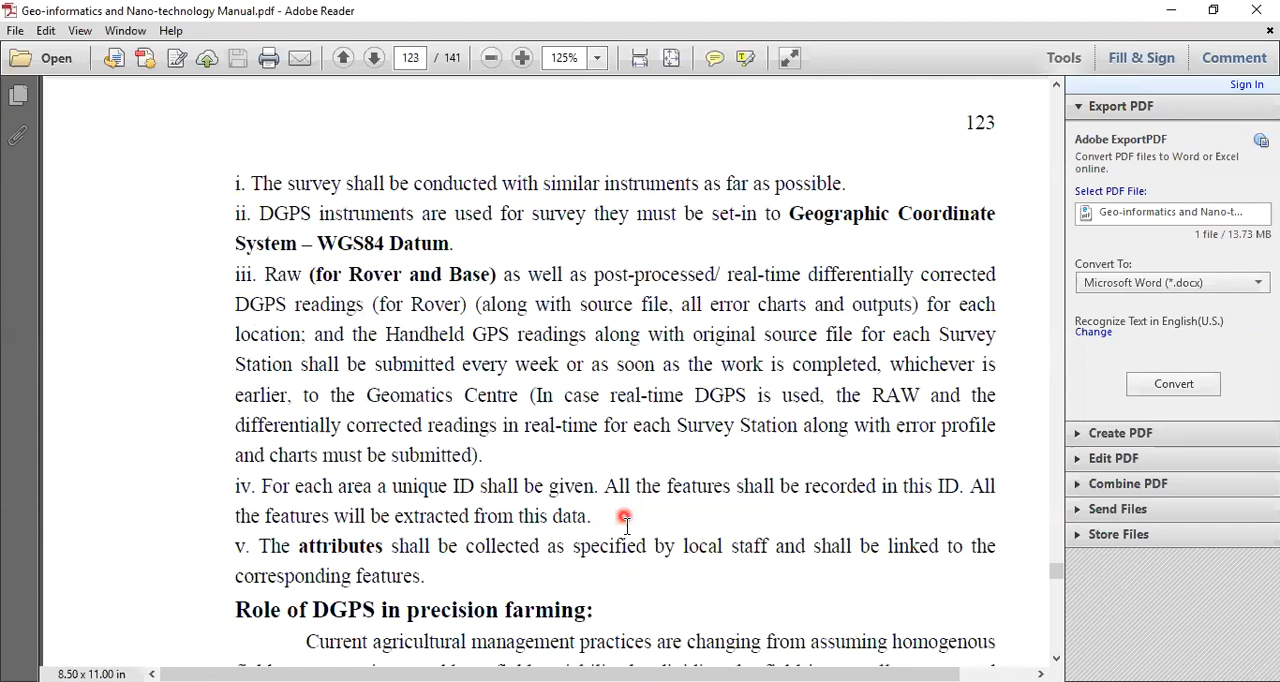 Geo-informatics and Nano-technology Manual.pdf - Adobe Reader
File Edit View Window Help
Open 123 / 141 125% Tools Fill & Sign Comment
Sign In
Export PDF
Adobe ExportPDF
Convert PDF files to Word or Excel
online.
Select PDF File:
Geo-informatics and Nano-t...
1 file / 13.73 MB
Convert To:
Microsoft Word (*.docx)
Recognize Text in English(U.S.)
Change
Convert
Create PDF
Edit PDF
Combine PDF
Send Files
Store Files
123
i. The survey shall be conducted with similar instruments as far as possible.
ii. DGPS instruments are used for survey they must be set-in to Geographic Coordinate
System – WGS84 Datum.
iii. Raw (for Rover and Base) as well as post-processed/ real-time differentially corrected
DGPS readings (for Rover) (along with source file, all error charts and outputs) for each
location; and the Handheld GPS readings along with original source file for each Survey
Station shall be submitted every week or as soon as the work is completed, whichever is
earlier, to the Geomatics Centre (In case real-time DGPS is used, the RAW and the
differentially corrected readings in real-time for each Survey Station along with error profile
and charts must be submitted).
iv. For each area a unique ID shall be given. All the features shall be recorded in this ID. All
the features will be extracted from this data.
v. The attributes shall be collected as specified by local staff and shall be linked to the
corresponding features.
Role of DGPS in precision farming:
Current agricultural management practices are changing from assuming homogenous
8.50 x 11.00 in